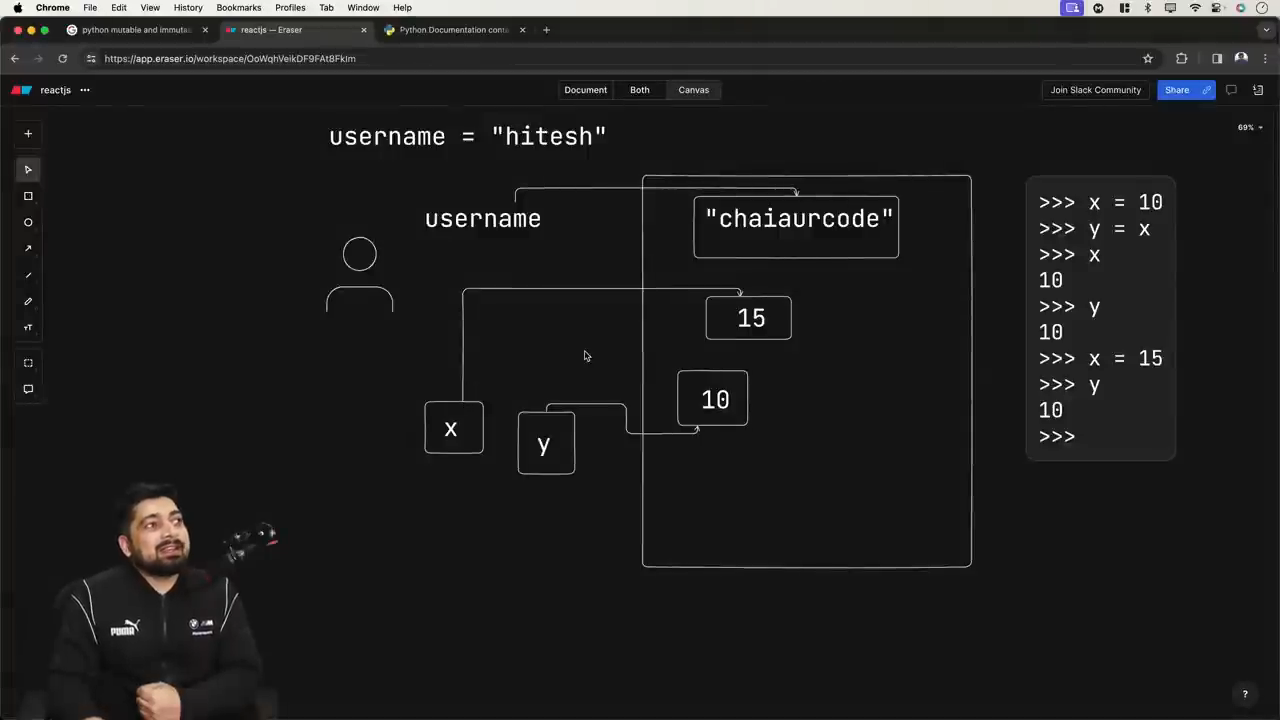 Chrome File Edit View History Bookmarks Profiles Tab Window Help
python mutable and immuta
reactjs — Eraser
Python Documentation conte
https://app.eraser.io/workspace/OoWqhVeikDF9FAt8Fklm
reactjs
Document Both Canvas
Join Slack Community
Share
69%
username = "hitesh"
username
"chaiaurcode"
15
10
x
y
>>> x = 10
>>> y = x
>>> x
10
>>> y
10
>>> x = 15
>>> y
10
>>>
PUMA
?